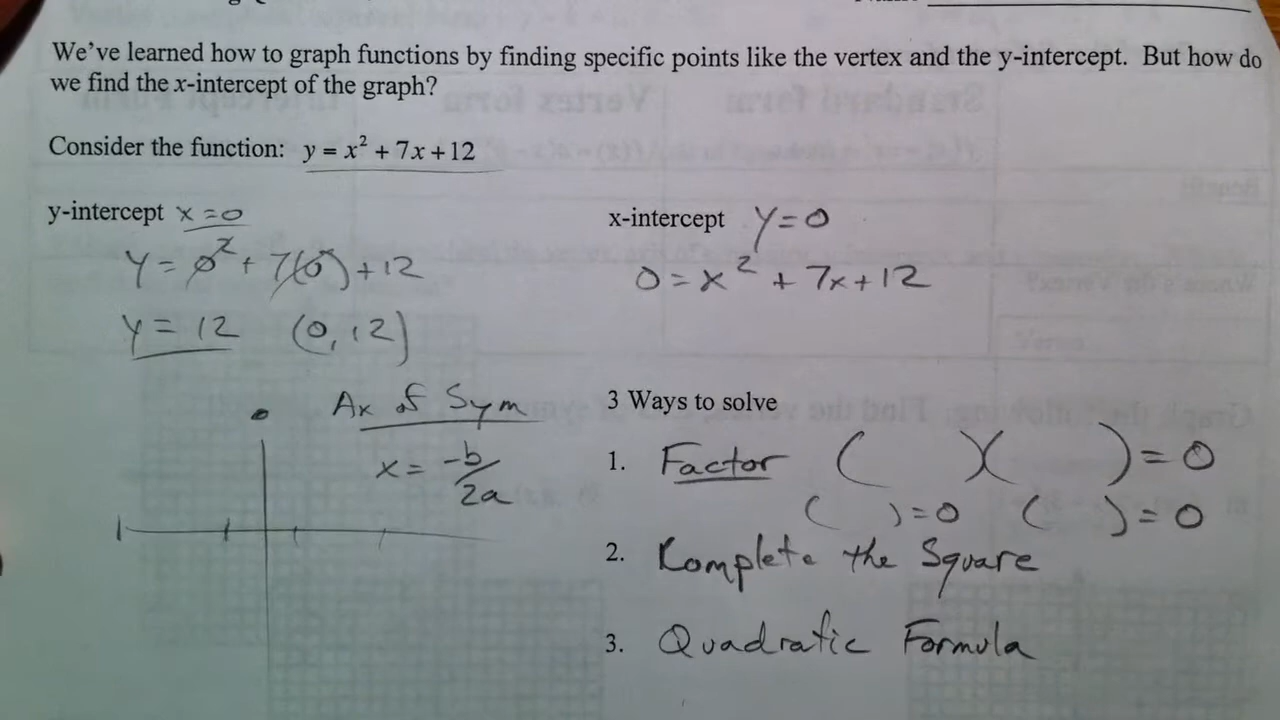 We've learned how to graph functions by finding specific points like the vertex and the y-intercept. But how do
we find the x-intercept of the graph?
Consider the function: y = x² + 7x + 12
y-intercept x = 0
y = 0² + 7(0) + 12
y = 12 (0, 12)
Ax of Sym
x = -b/2a
x-intercept y = 0
0 = x² + 7x + 12
3 Ways to solve
1. Factor ( )( ) = 0
( ) = 0 ( ) = 0
2. Komplete the Square
3. Quadratic Formula